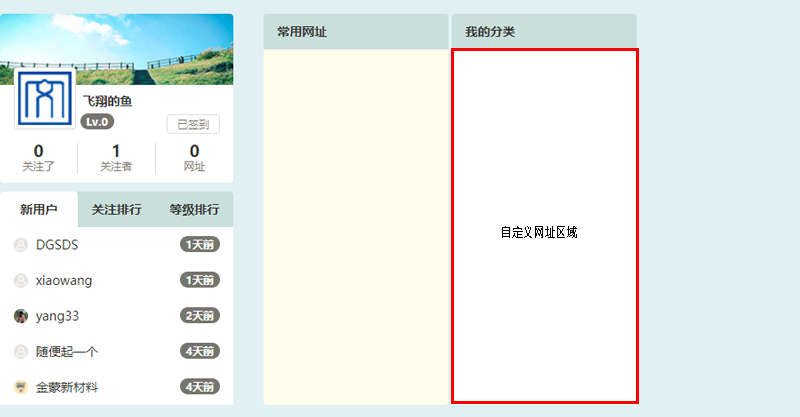 飞翔的鱼
Lv.0
已签到
0
1
0
关注了
关注者
网址
新用户
关注排行
等级排行
DGSDS
1天前
xiaowang
1天前
yang33
2天前
随便起一个
4天前
金蒙新材料
4天前
常用网址
我的分类
自定义网址区域